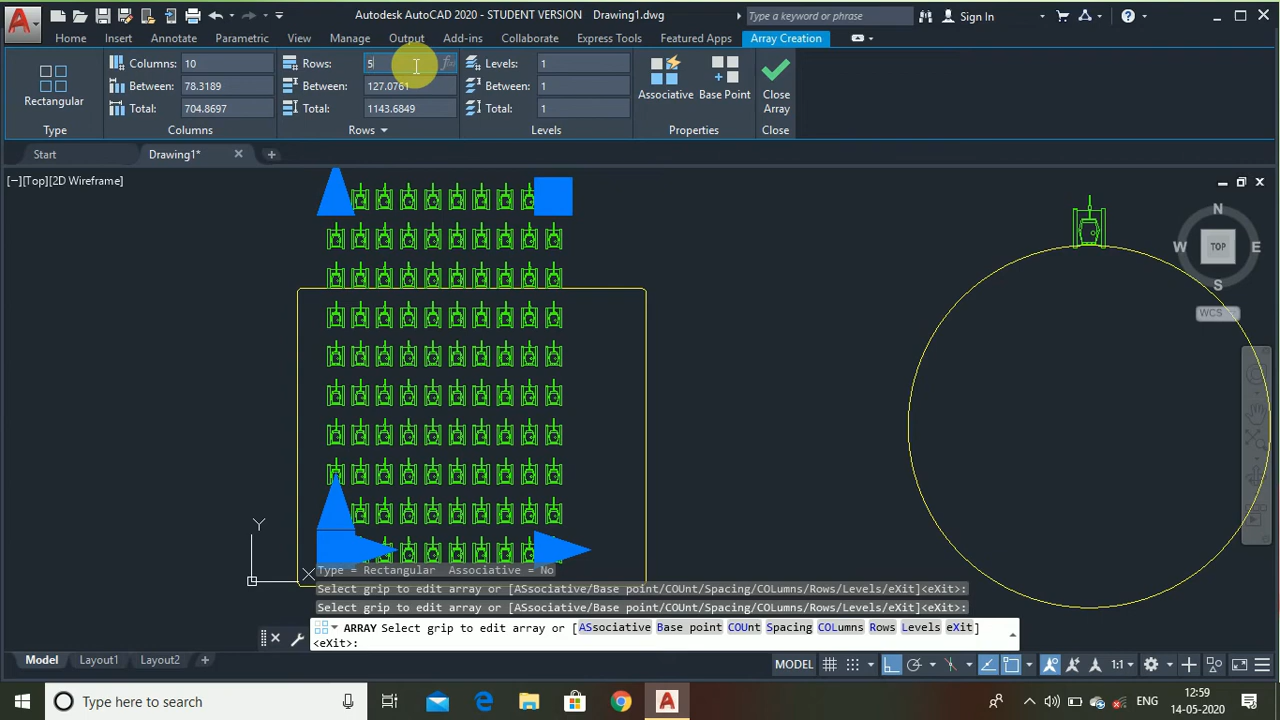 Autodesk AutoCAD 2020 - STUDENT VERSION Drawing1.dwg
Type a keyword or phrase
Sign In
Home Insert Annotate Parametric View Manage Output Add-ins Collaborate Express Tools Featured Apps Array Creation
Columns: 10 Rows: 5 Levels: 1
Between: 78.3189 Between: 127.0761 Between: 1
Total: 704.8697 Total: 1143.6849 Total: 1
Rectangular
Associative Base Point Close Array
Type Columns Rows Levels Properties Close
Start Drawing1*
[−][Top][2D Wireframe]
N
W TOP E
S
WCS
Y
X
Type = Rectangular Associative = No
Select grip to edit array or [ASsociative/Base point/COUnt/Spacing/COLumns/Rows/Levels/eXit]<eXit>:
Select grip to edit array or [ASsociative/Base point/COUnt/Spacing/COLumns/Rows/Levels/eXit]<eXit>:
ARRAY Select grip to edit array or [ASsociative Base point COUnt Spacing COLumns Rows Levels eXit]
<eXit>:
Model Layout1 Layout2 + MODEL 1:1
Type here to search
ENG 12:59
14-05-2020